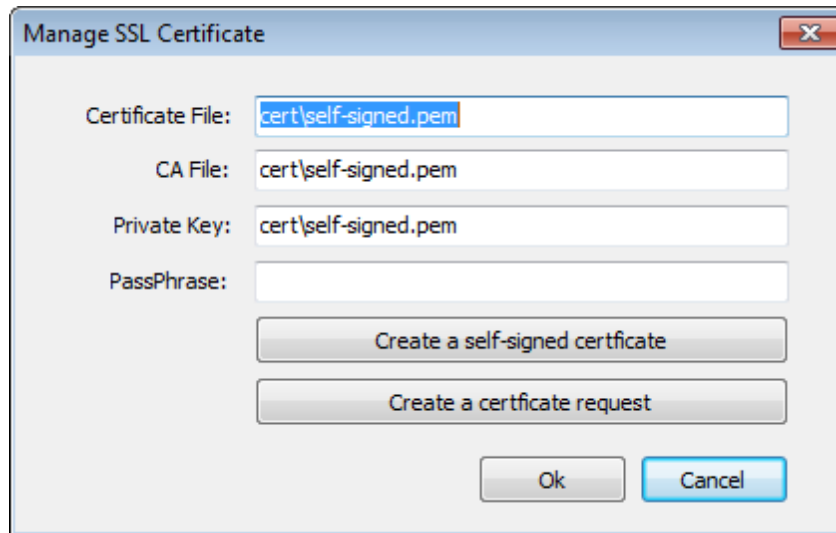 Manage SSL Certificate
Certificate File: cert\self-signed.pem
CA File: cert\self-signed.pem
Private Key: cert\self-signed.pem
PassPhrase:
Create a self-signed certficate
Create a certficate request
Ok Cancel